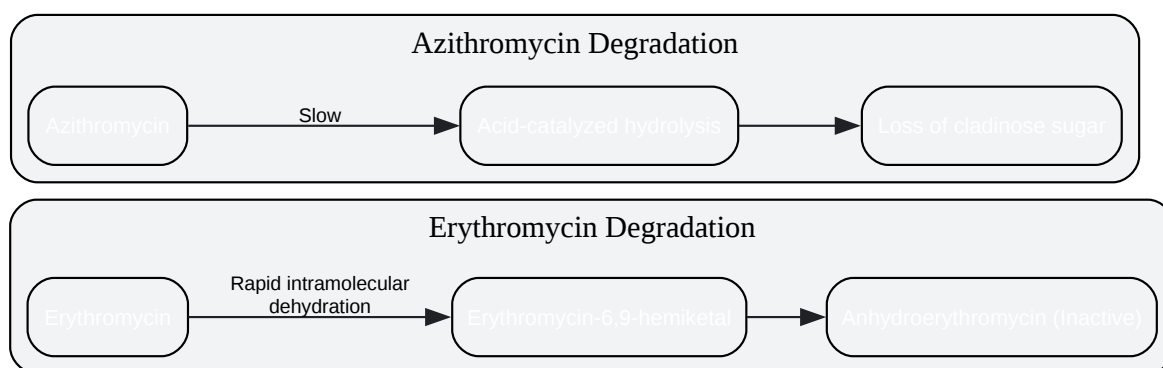 Azithromycin Degradation
Azithromycin
Slow
Acid-catalyzed hydrolysis
Loss of cladinose sugar
Erythromycin Degradation
Rapid intramolecular
dehydration
Erythromycin
Erythromycin-6,9-hemiketal
Anhydroerythromycin (Inactive)